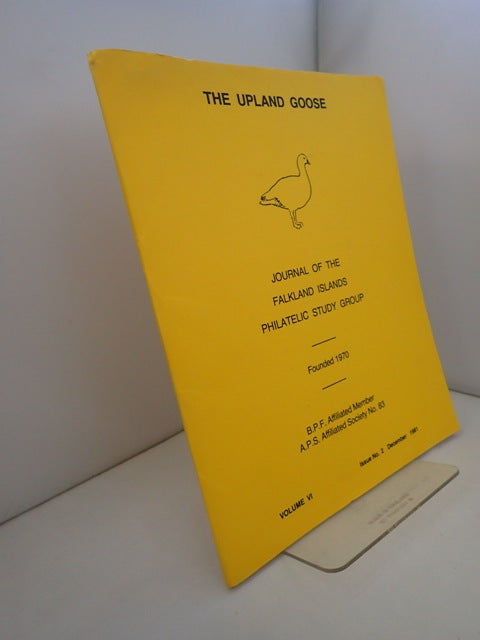 THE UPLAND GOOSE
JOURNAL OF THE
FALKLAND ISLANDS
PHILATELIC STUDY GROUP
Founded 1970
B.P.F. Affiliated Member
A.P.S. Affiliated Society No. 83
VOLUME VI
Issue No. 2 December 1981